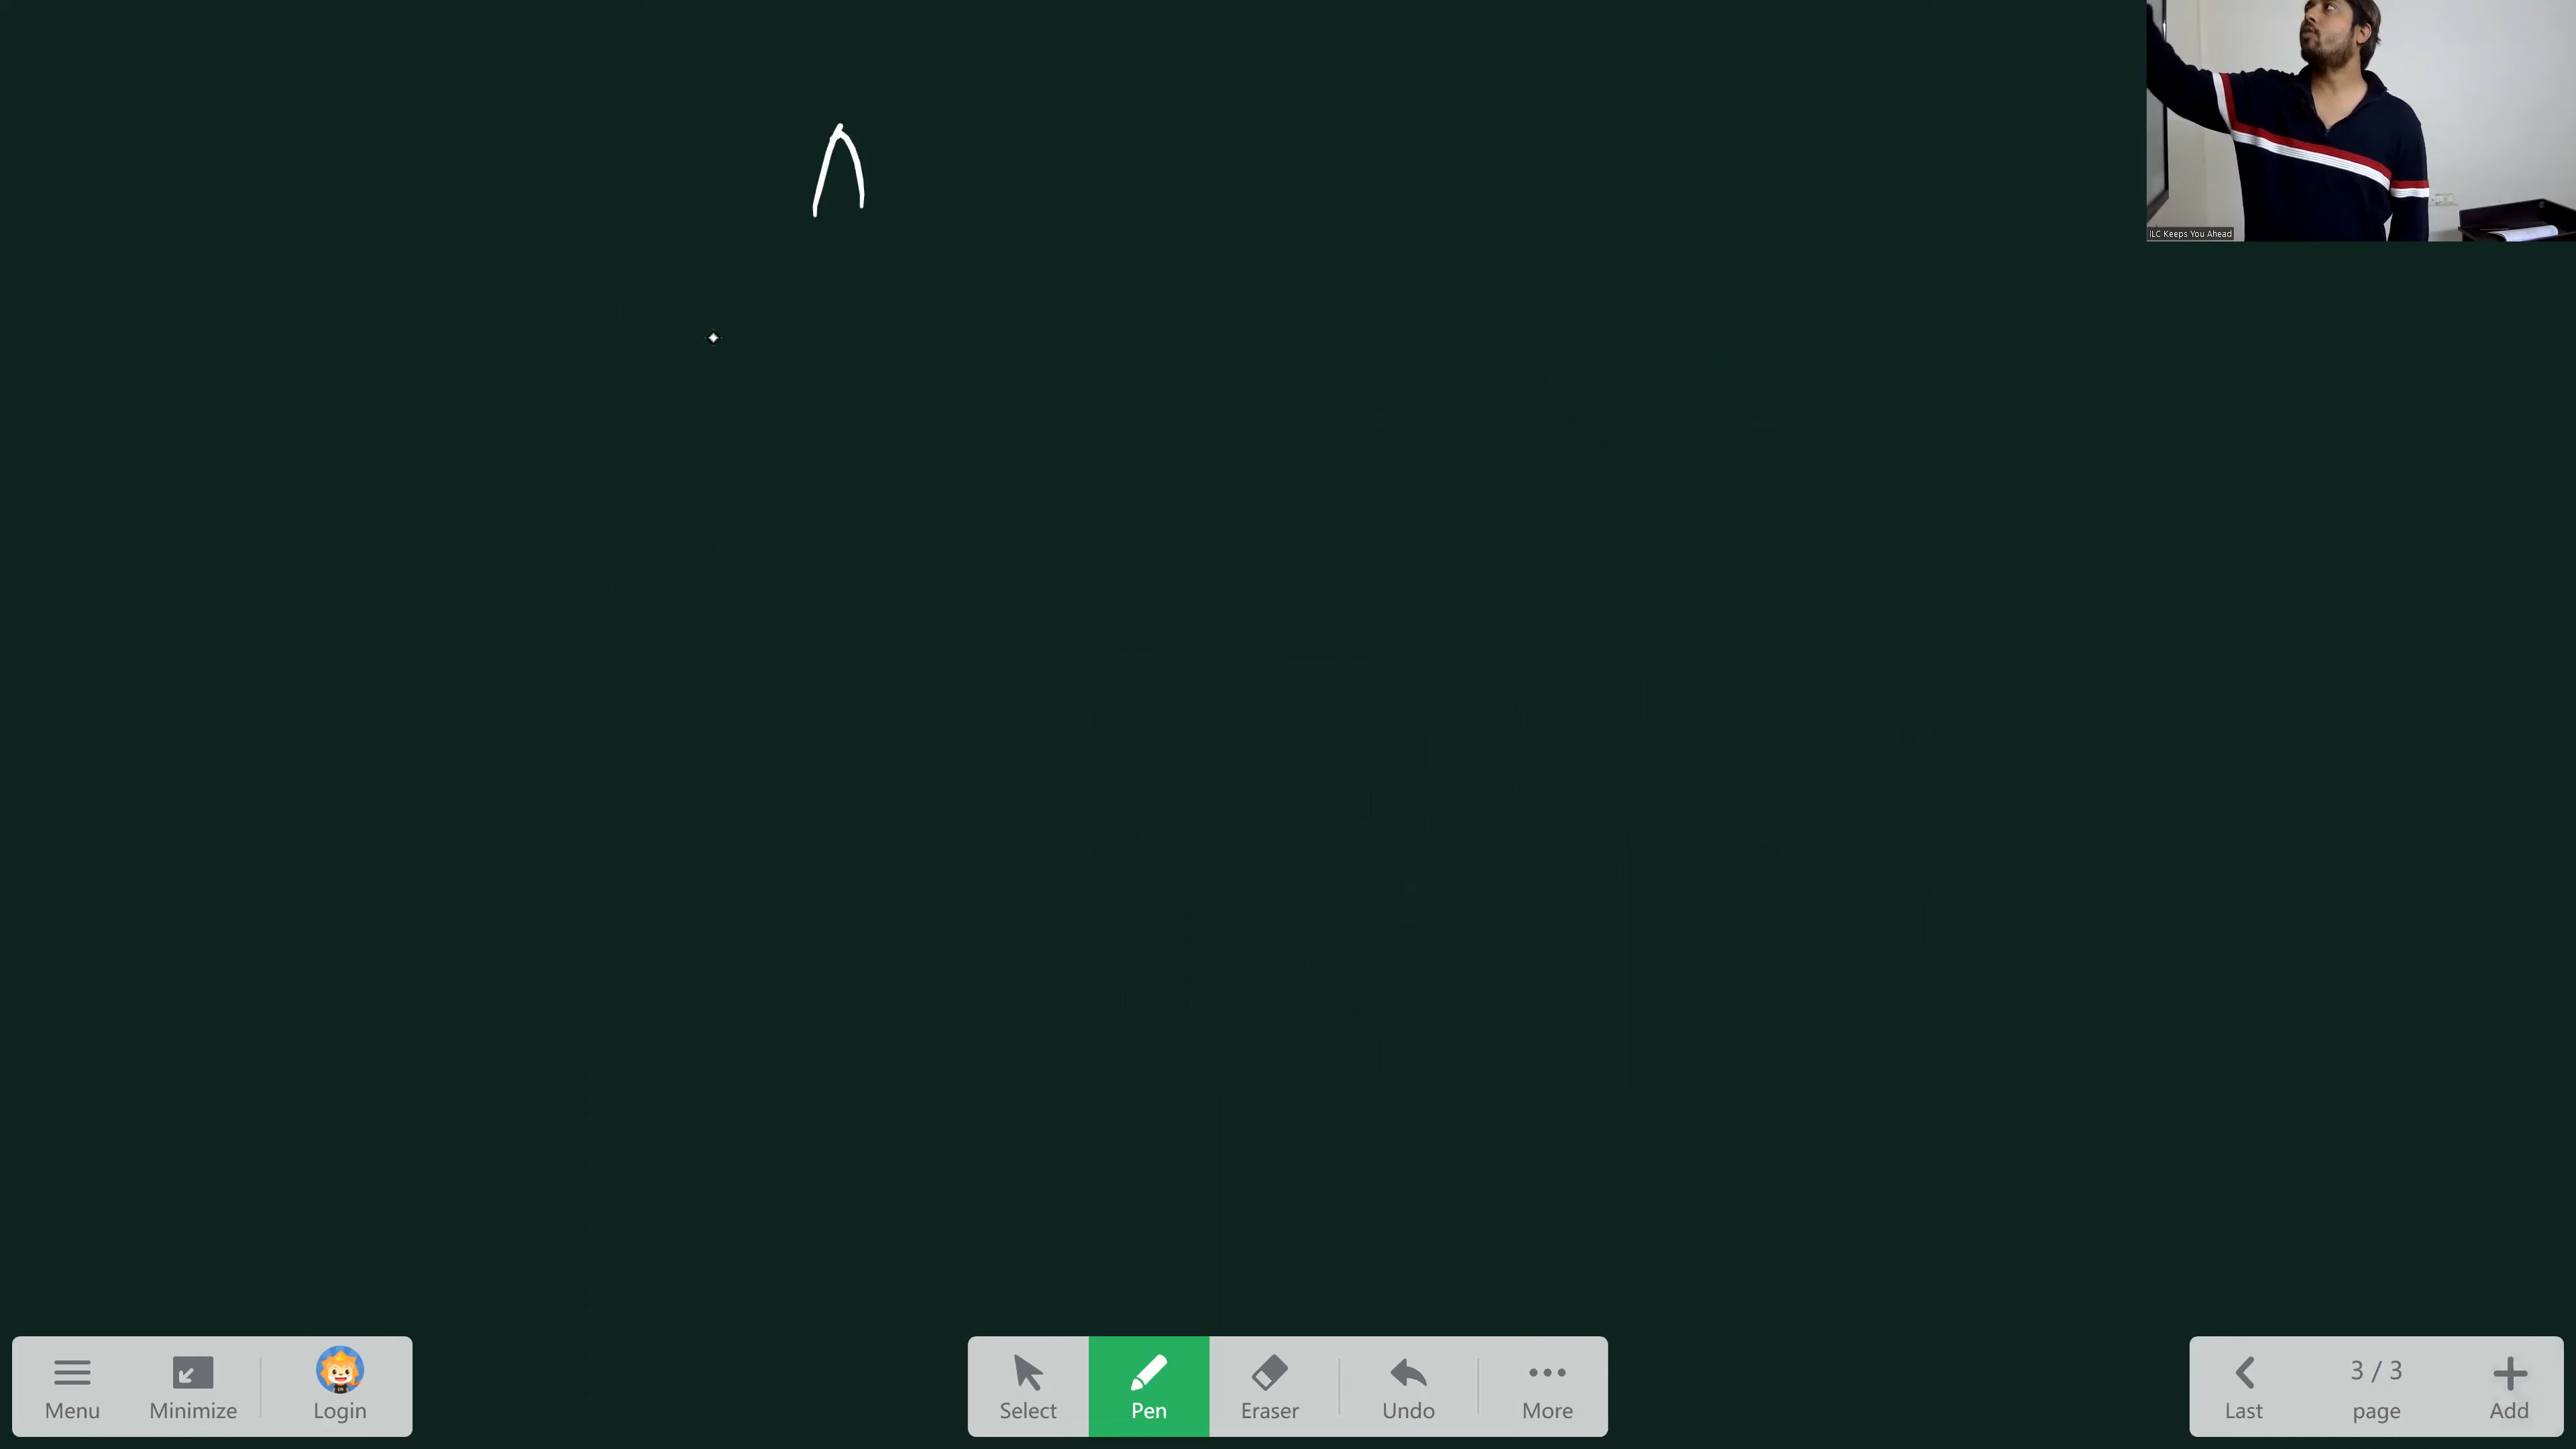 ILC Keeps You Ahead
Menu
Minimize
Login
Select
Pen
Eraser
Undo
More
Last
3 / 3
page
Add